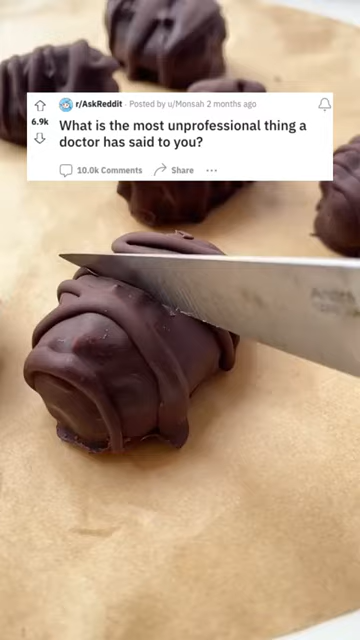 r/AskReddit · Posted by u/Monsah 2 months ago
6.9k
What is the most unprofessional thing a
doctor has said to you?
10.0k Comments Share ...